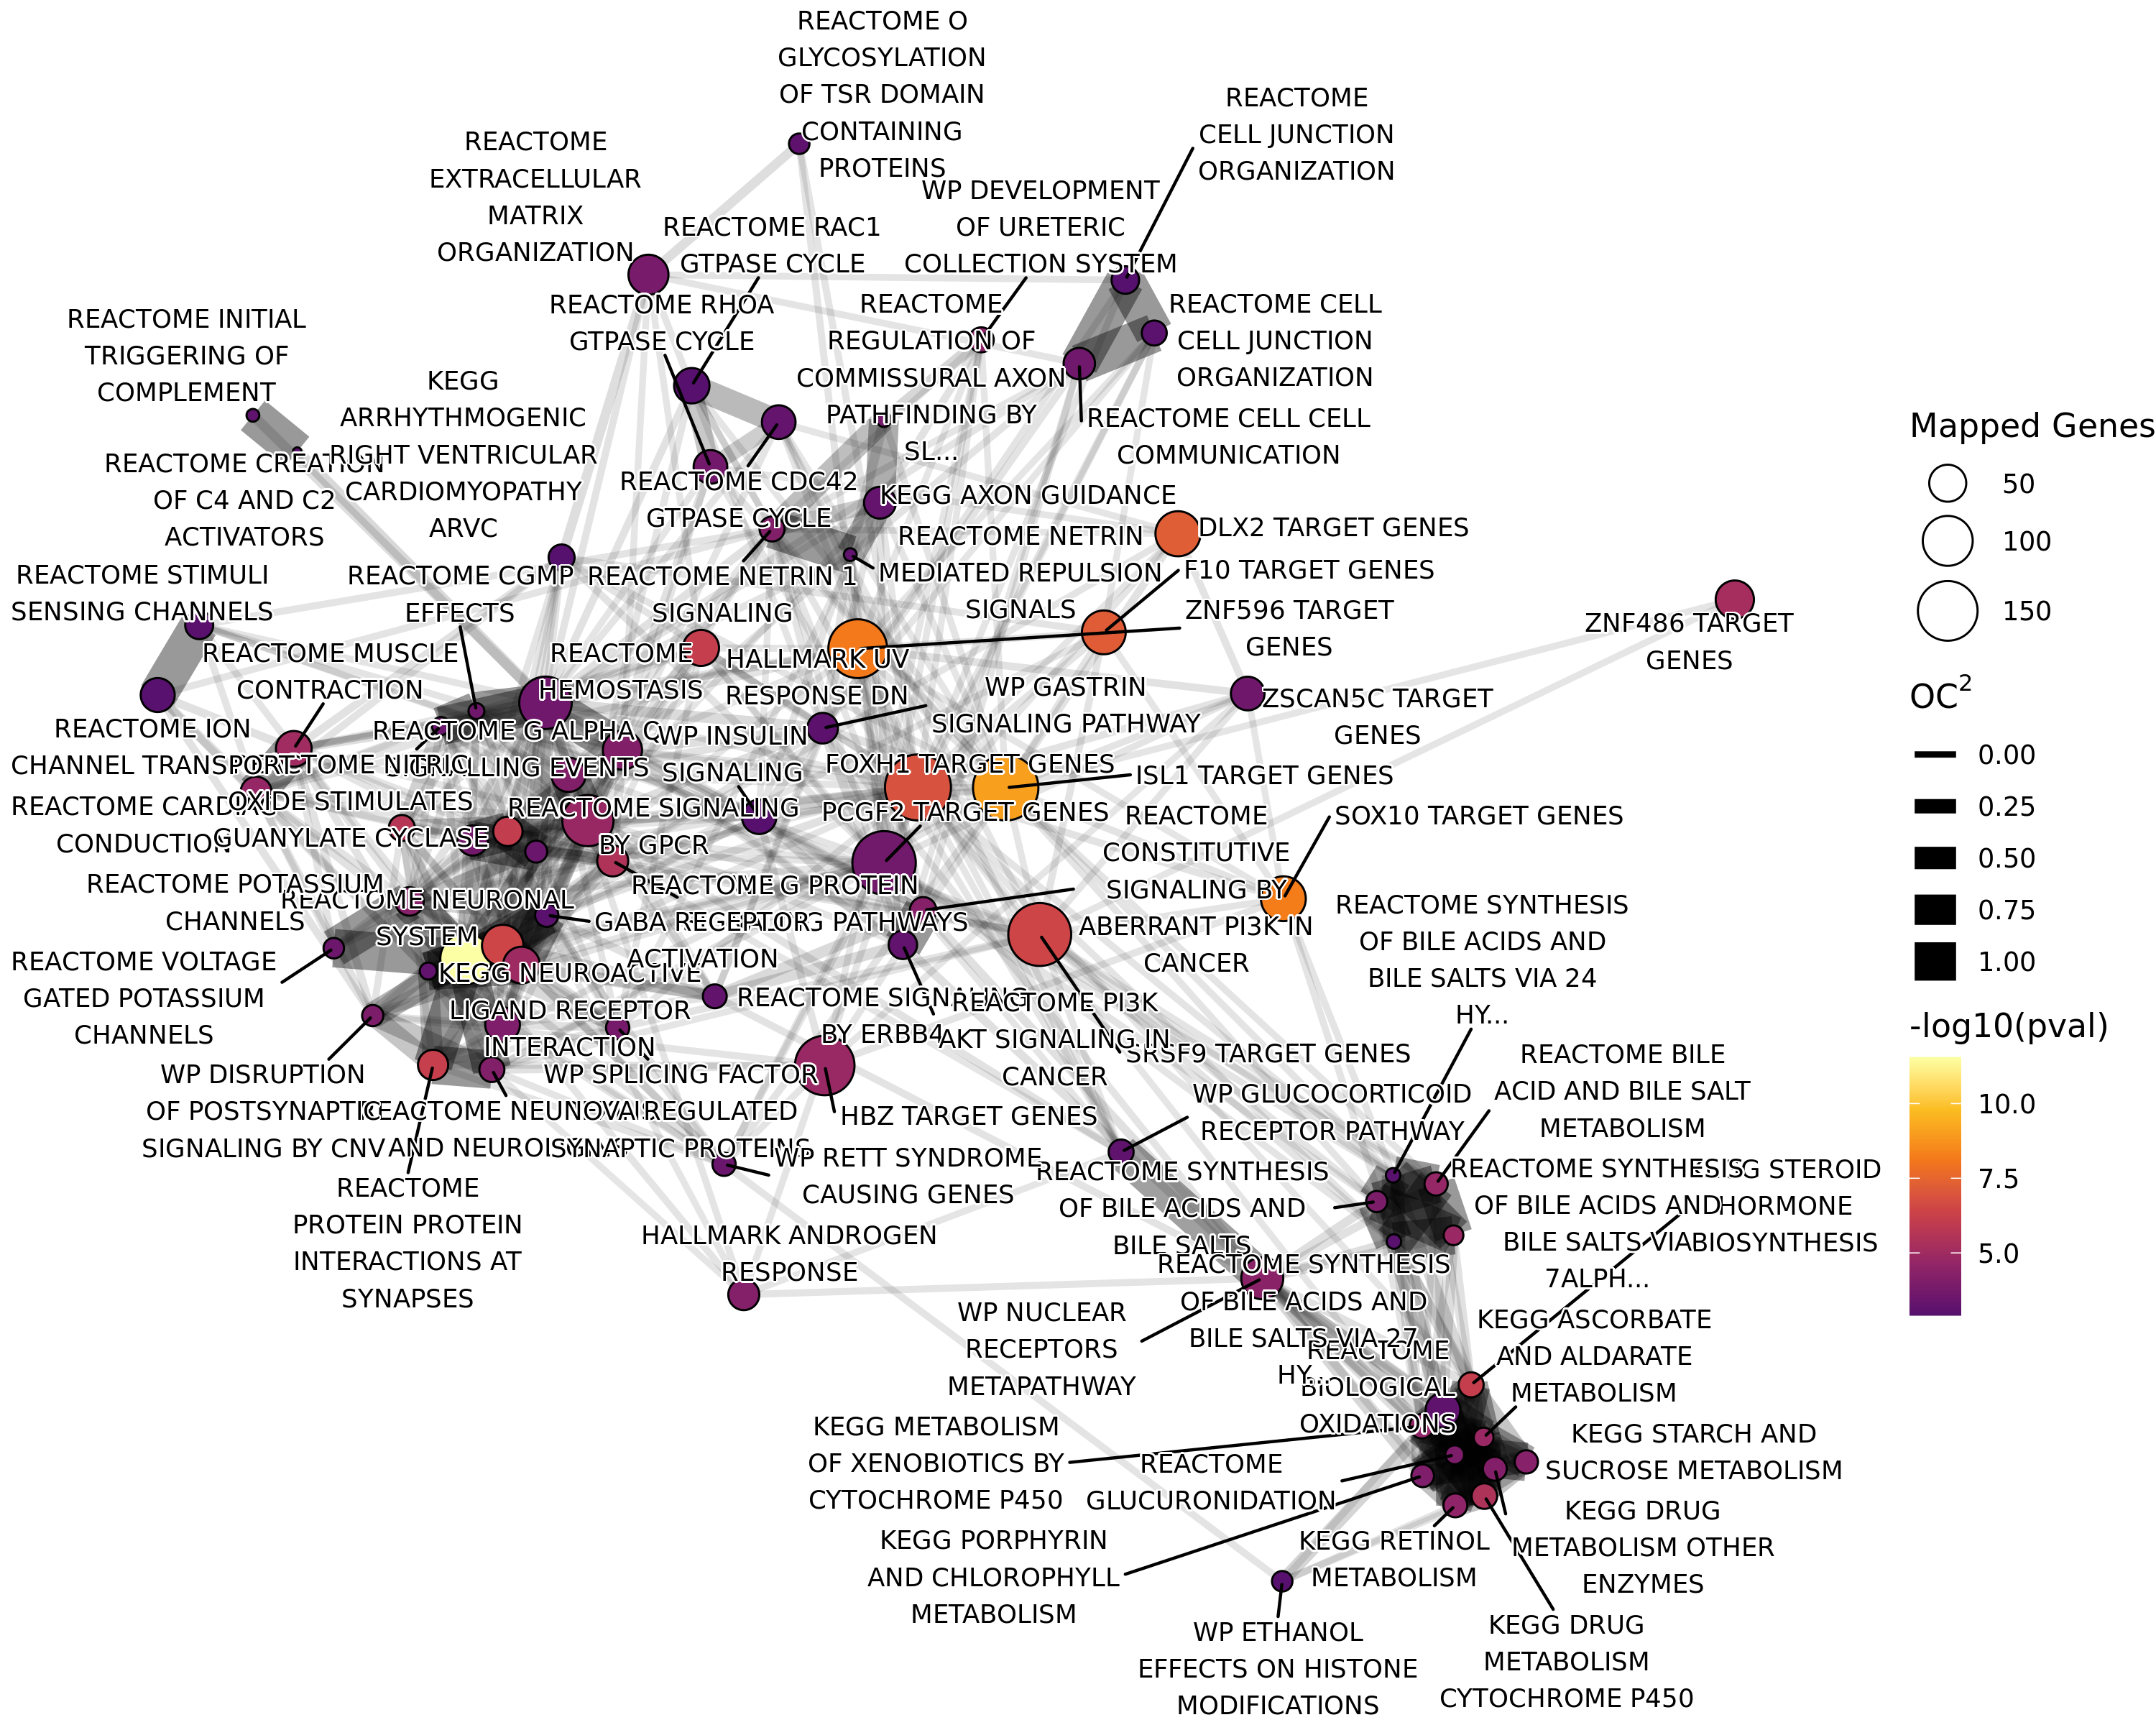 REACTOME O
GLYCOSYLATION
OF TSR DOMAIN
CONTAINING
PROTEINS
REACTOME
CELL JUNCTION
ORGANIZATION
REACTOME
EXTRACELLULAR
MATRIX
ORGANIZATION
WP DEVELOPMENT
OF URETERIC
COLLECTION SYSTEM
REACTOME RAC1
GTPASE CYCLE
REACTOME RHOA
GTPASE CYCLE
REACTOME
REGULATION OF
COMMISSURAL AXON
PATHFINDING BY
SL...
REACTOME CELL
CELL JUNCTION
ORGANIZATION
REACTOME INITIAL
TRIGGERING OF
COMPLEMENT
KEGG
ARRHYTHMOGENIC
RIGHT VENTRICULAR
CARDIOMYOPATHY
ARVC
REACTOME CELL CELL
COMMUNICATION
REACTOME CREATION
OF C4 AND C2
ACTIVATORS
REACTOME CDC42
GTPASE CYCLE
KEGG AXON GUIDANCE
REACTOME NETRIN
MEDIATED REPULSION
SIGNALS
DLX2 TARGET GENES
F10 TARGET GENES
ZNF596 TARGET
GENES
REACTOME STIMULI
SENSING CHANNELS
REACTOME CGMP
EFFECTS
REACTOME NETRIN 1
SIGNALING
ZNF486 TARGET
GENES
REACTOME MUSCLE
CONTRACTION
REACTOME
HEMOSTASIS
HALLMARK UV
RESPONSE DN
WP GASTRIN
SIGNALING PATHWAY
ZSCAN5C TARGET
GENES
REACTOME ION
CHANNEL TRANSPORT
REACTOME G ALPHA Q
SIGNALLING EVENTS
WP INSULIN
SIGNALING
FOXH1 TARGET GENES
ISL1 TARGET GENES
REACTOME NITRIC
OXIDE STIMULATES
GUANYLATE CYCLASE
REACTOME CARDIAC
CONDUCTION
REACTOME SIGNALING
BY GPCR
PCGF2 TARGET GENES
REACTOME
CONSTITUTIVE
SIGNALING BY
ABERRANT PI3K IN
CANCER
SOX10 TARGET GENES
REACTOME POTASSIUM
CHANNELS
REACTOME NEURONAL
SYSTEM
REACTOME G PROTEIN
PATHWAYS
GABA RECEPTOR
ACTIVATION
REACTOME SYNTHESIS
OF BILE ACIDS AND
BILE SALTS VIA 24
HY...
REACTOME VOLTAGE
GATED POTASSIUM
CHANNELS
KEGG NEUROACTIVE
LIGAND RECEPTOR
INTERACTION
REACTOME SIGNALING
BY ERBB4
REACTOME PI3K
AKT SIGNALING IN
CANCER
SRSF9 TARGET GENES
REACTOME BILE
ACID AND BILE SALT
METABOLISM
WP DISRUPTION
OF POSTSYNAPTIC
SIGNALING BY CNV
WP SPLICING FACTOR
REGULATED
SYNAPTIC PROTEINS
HBZ TARGET GENES
WP GLUCOCORTICOID
RECEPTOR PATHWAY
WP RETT SYNDROME
CAUSING GENES
REACTOME
PROTEIN PROTEIN
INTERACTIONS AT
SYNAPSES
REACTOME SYNTHESIS
OF BILE ACIDS AND
BILE SALTS
REACTOME SYNTHESIS
OF BILE ACIDS AND
BILE SALTS VIA
7ALPH...
STEROID
HORMONE
BIOSYNTHESIS
HALLMARK ANDROGEN
RESPONSE
REACTOME SYNTHESIS
OF BILE ACIDS AND
BILE SALTS VIA 27
HY...
WP NUCLEAR
RECEPTORS
METAPATHWAY
REACTOME
BIOLOGICAL
OXIDATIONS
KEGG ASCORBATE
AND ALDARATE
METABOLISM
KEGG METABOLISM
OF XENOBIOTICS BY
CYTOCHROME P450
REACTOME
GLUCURONIDATION
KEGG STARCH AND
SUCROSE METABOLISM
KEGG PORPHYRIN
AND CHLOROPHYLL
METABOLISM
KEGG RETINOL
METABOLISM
KEGG DRUG
METABOLISM OTHER
ENZYMES
WP ETHANOL
EFFECTS ON HISTONE
MODIFICATIONS
KEGG DRUG
METABOLISM
CYTOCHROME P450
Mapped Genes
50
100
150
OC²
0.00
0.25
0.50
0.75
1.00
-log10(pval)
10.0
7.5
5.0